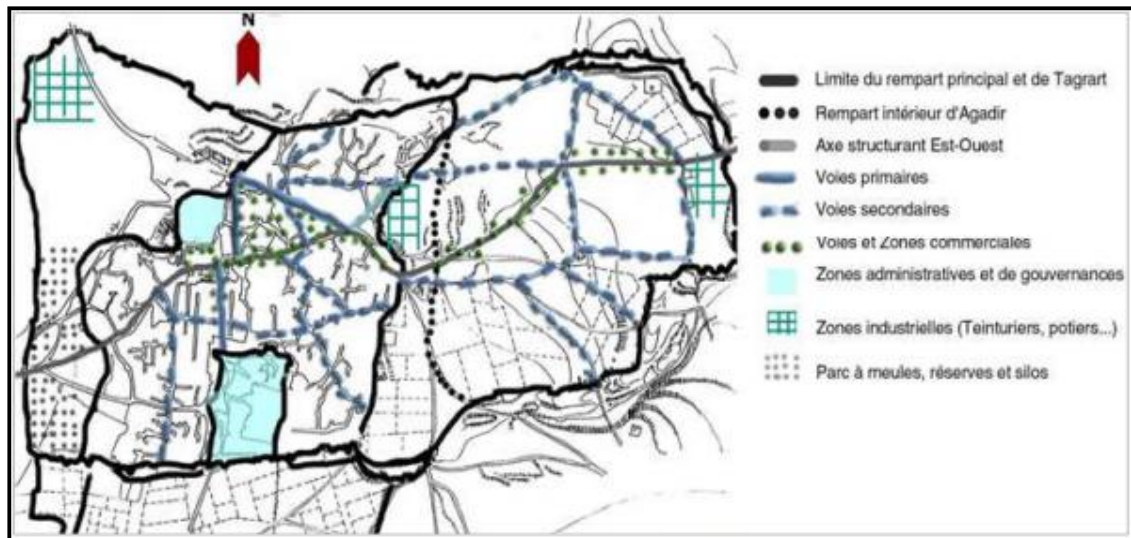 N
Limite du rempart principal et de Tagrart
Rempart intérieur d'Agadir
Axe structurant Est-Ouest
Voies primaires
Voies secondaires
Voies et Zones commerciales
Zones administratives et de gouvernances
Zones industrielles (Teinturiers, potiers...)
Parc à meules, réserves et silos